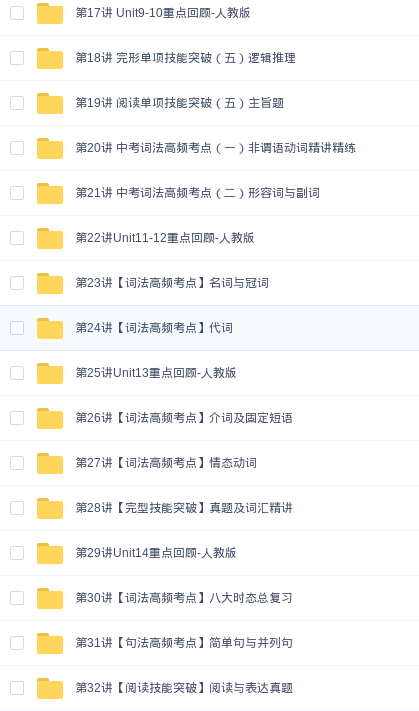 第17讲 Unit9-10重点回顾-人教版
第18讲 完形单项技能突破（五）逻辑推理
第19讲 阅读单项技能突破（五）主旨题
第20讲 中考词法高频考点（一）非谓语动词精讲精练
第21讲 中考词法高频考点（二）形容词与副词
第22讲Unit11-12重点回顾-人教版
第23讲【词法高频考点】名词与冠词
第24讲【词法高频考点】代词
第25讲Unit13重点回顾-人教版
第26讲【词法高频考点】介词及固定短语
第27讲【词法高频考点】情态动词
第28讲【完型技能突破】真题及词汇精讲
第29讲Unit14重点回顾-人教版
第30讲【词法高频考点】八大时态总复习
第31讲【句法高频考点】简单句与并列句
第32讲【阅读技能突破】阅读与表达真题